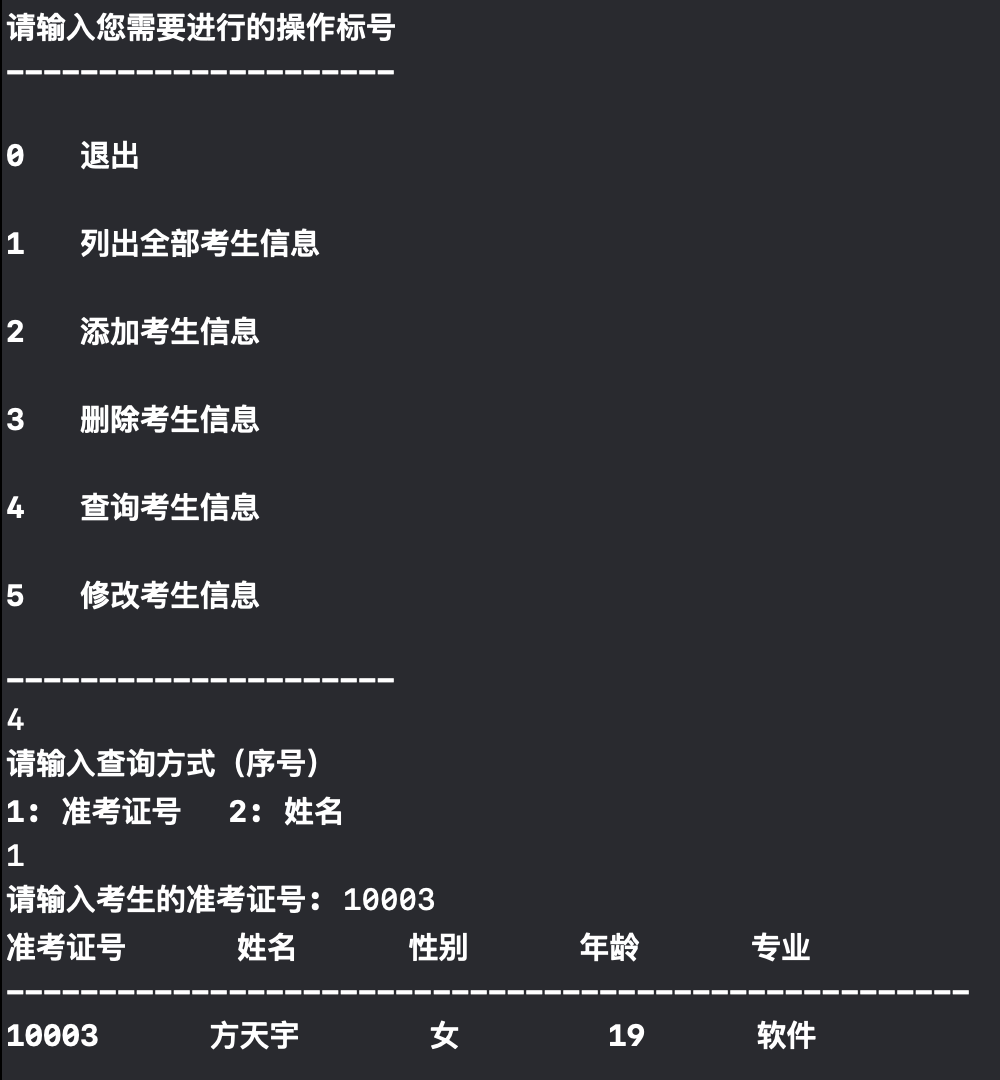 请输入您需要进行的操作标号
---------------------
0   退出
1   列出全部考生信息
2   添加考生信息
3   删除考生信息
4   查询考生信息
5   修改考生信息
---------------------
4
请输入查询方式（序号）
1: 准考证号   2: 姓名
1
请输入考生的准考证号: 10003
准考证号      姓名      性别      年龄      专业
----------------------------------------------------
10003      方天宇      女      19      软件